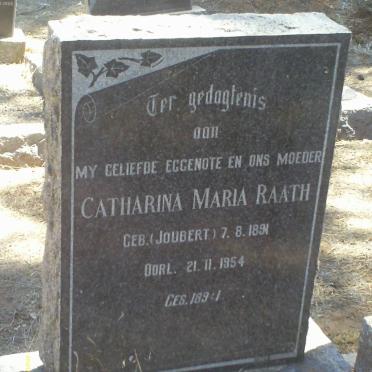 Ter gedagtenis
aan
MY GELIEFDE EGGENOTE EN ONS MOEDER
CATHARINA MARIA RAATH
GEB. (JOUBERT) 7. 8. 1891
OORL. 21. 11. 1954
GES. 189:1